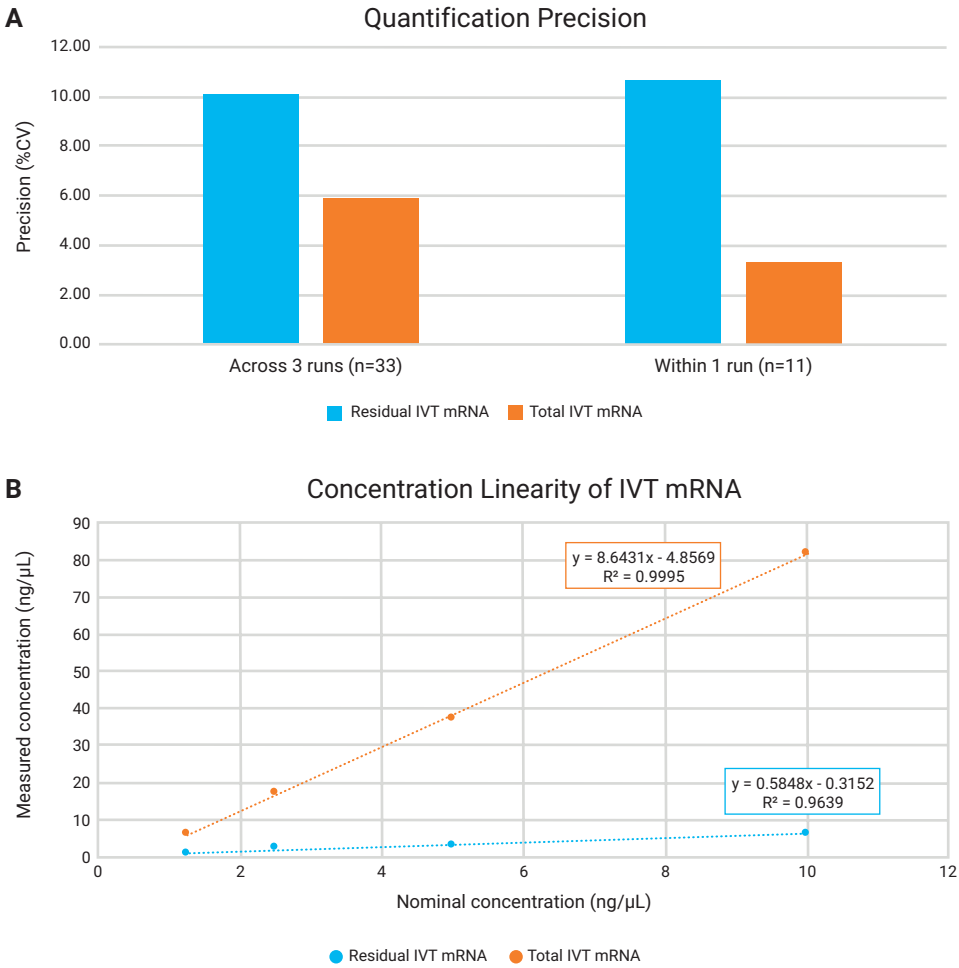 A
Quantification Precision
Precision (%CV)
12.00
10.00
8.00
6.00
4.00
2.00
0.00
Across 3 runs (n=33)
Within 1 run (n=11)
Residual IVT mRNA
Total IVT mRNA
B
Concentration Linearity of IVT mRNA
Measured concentration (ng/μL)
90
80
70
60
50
40
30
20
10
0
y = 8.6431x - 4.8569
R² = 0.9995
y = 0.5848x - 0.3152
R² = 0.9639
0
2
4
6
8
10
12
Nominal concentration (ng/μL)
Residual IVT mRNA
Total IVT mRNA